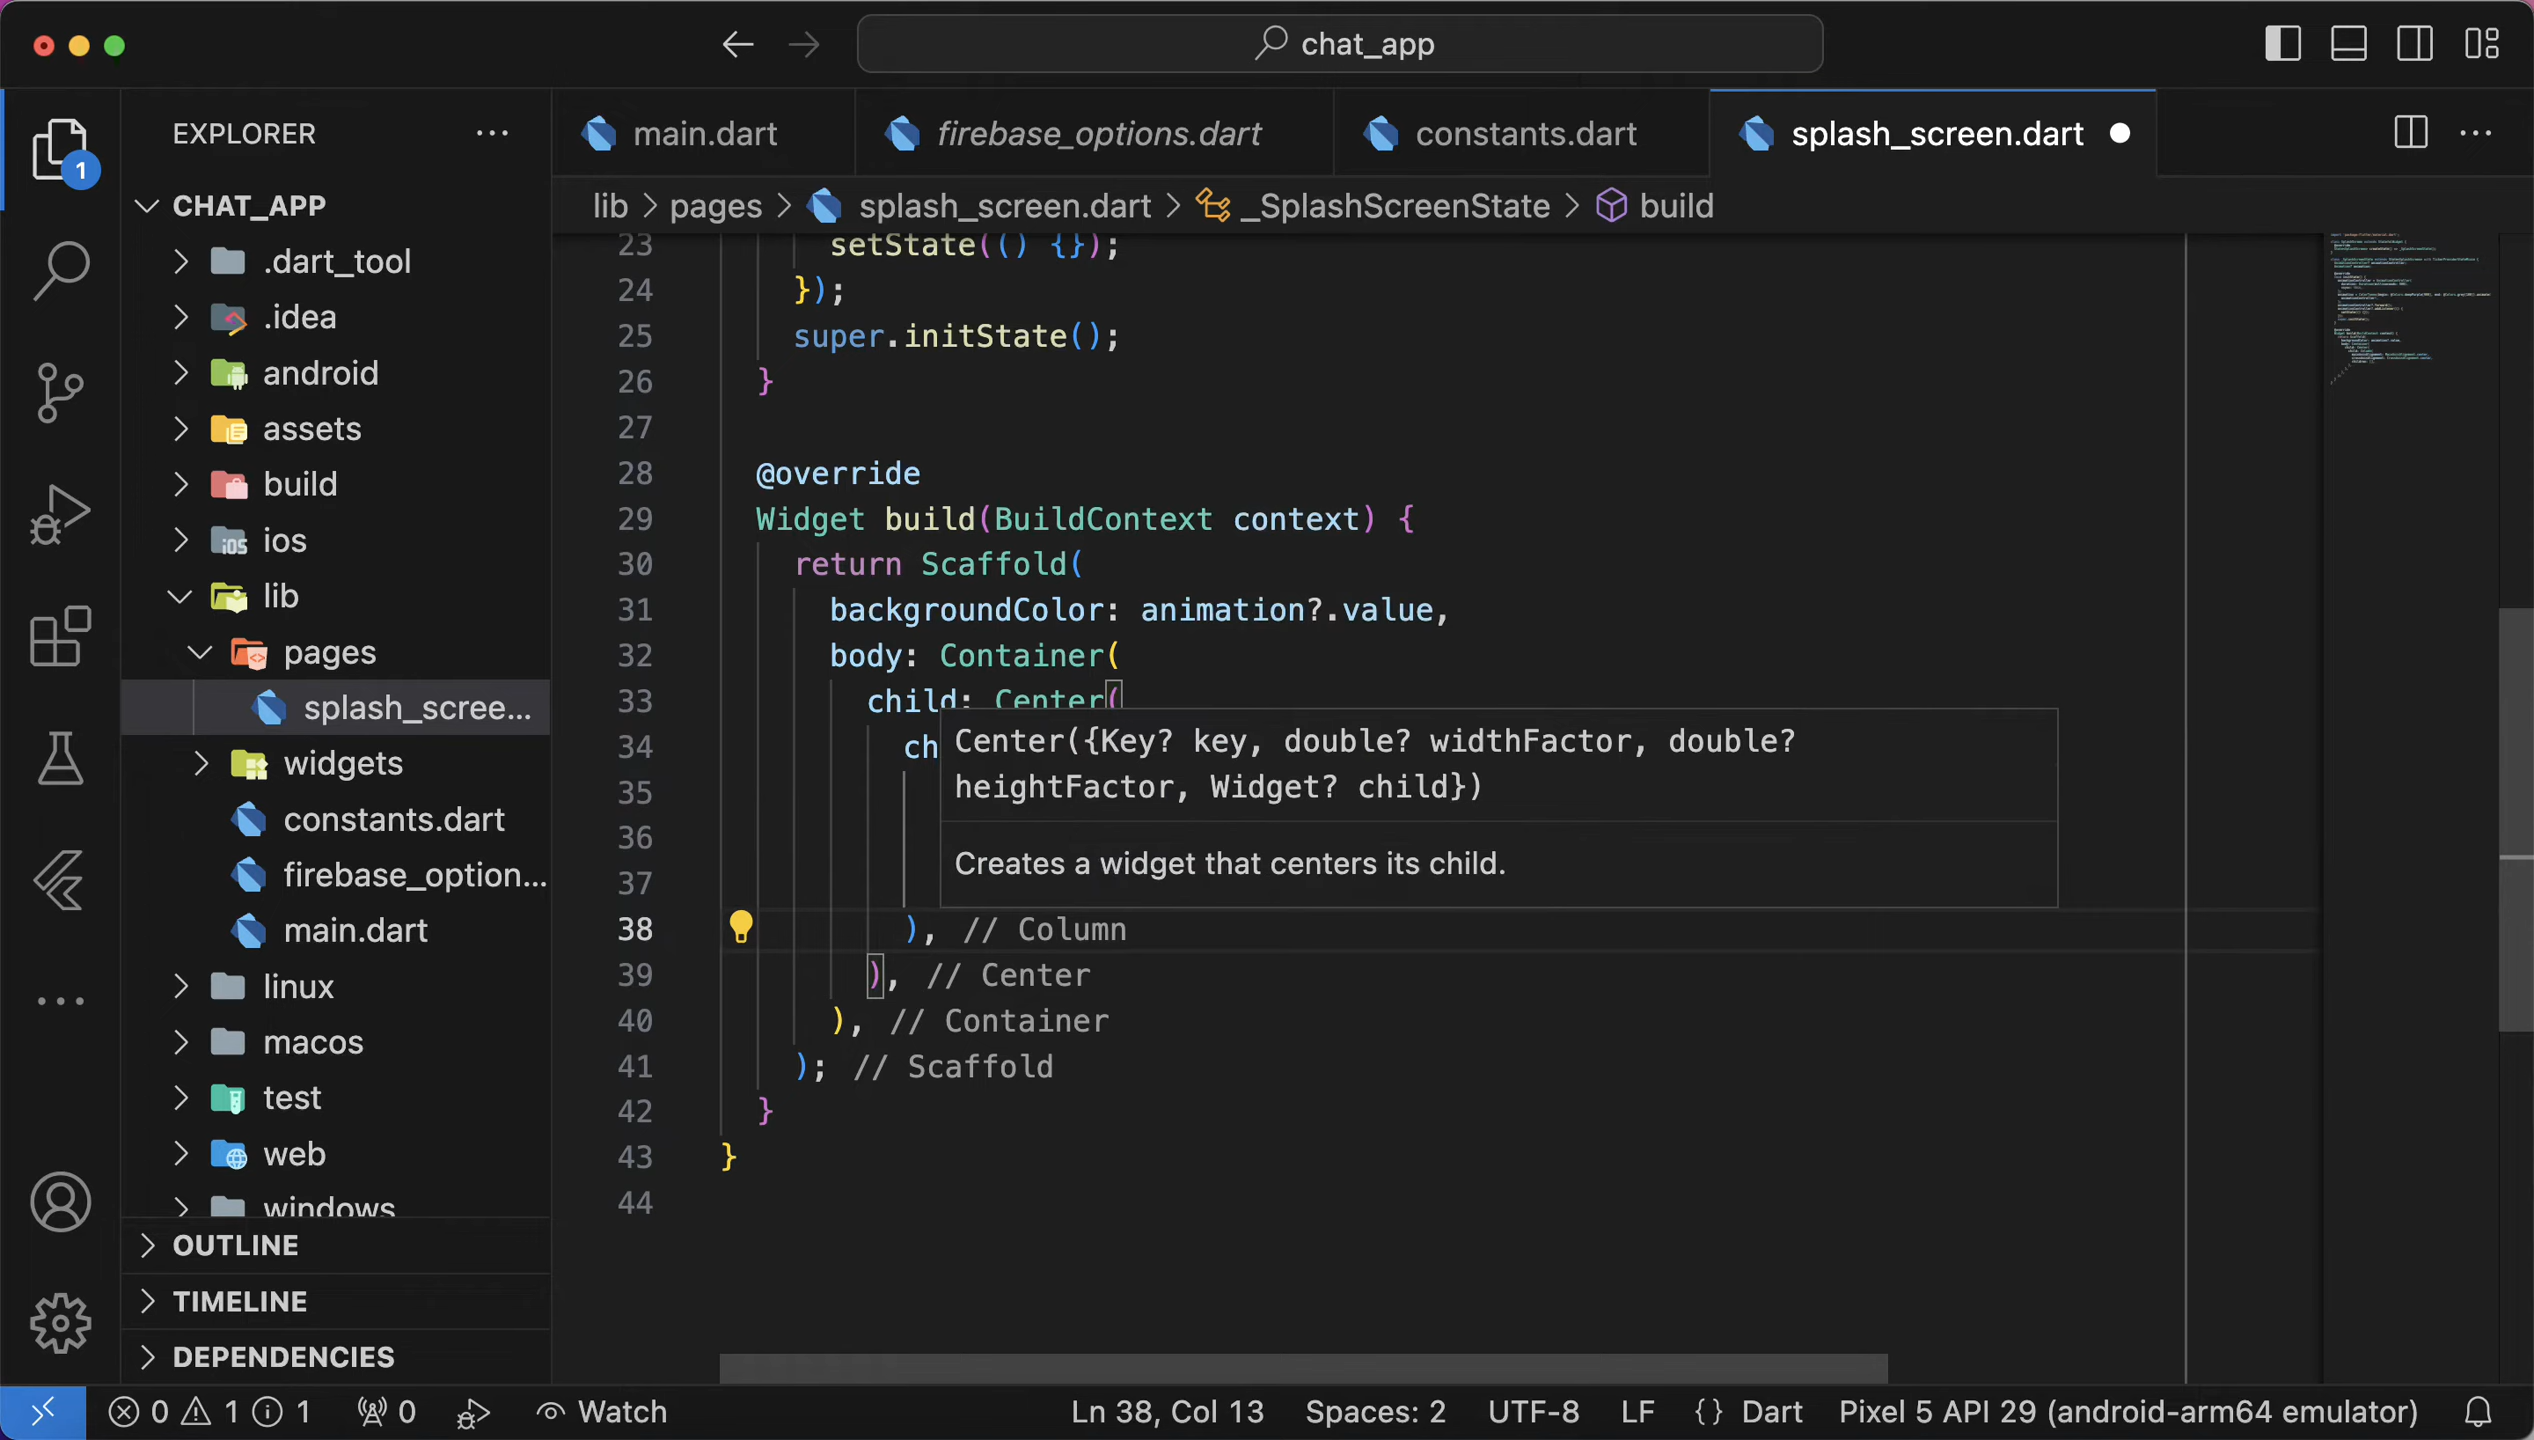 chat_app
EXPLORER
1
main.dart
firebase_options.dart
constants.dart
splash_screen.dart
lib > pages > splash_screen.dart > _SplashScreenState > build
CHAT_APP
.dart_tool
.idea
android
assets
build
ios
lib
pages
splash_scree...
widgets
constants.dart
firebase_option...
main.dart
linux
macos
test
web
windows
OUTLINE
TIMELINE
DEPENDENCIES
23 setState(() {});
24 });
25 super.initState();
26 }
27
28 @override
29 Widget build(BuildContext context) {
30 return Scaffold(
31 backgroundColor: animation?.value,
32 body: Container(
33 child: Center(
34 ch
35
36
37
Center({Key? key, double? widthFactor, double?
heightFactor, Widget? child})
Creates a widget that centers its child.
38 ), // Column
39 ), // Center
40 ), // Container
41 ); // Scaffold
42 }
43 }
44
0 1 1 0 Watch Ln 38, Col 13 Spaces: 2 UTF-8 LF {} Dart Pixel 5 API 29 (android-arm64 emulator)